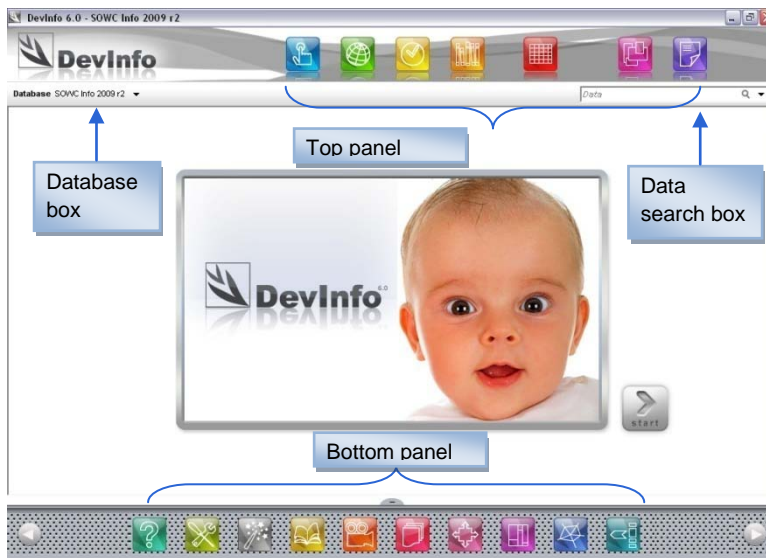 DevInfo 6.0 - SOWC Info 2009 r2
DevInfo
Database SOWC Info 2009 r2
Data
Top panel
Database
box
Data
search box
DevInfo 6.0
start
Bottom panel